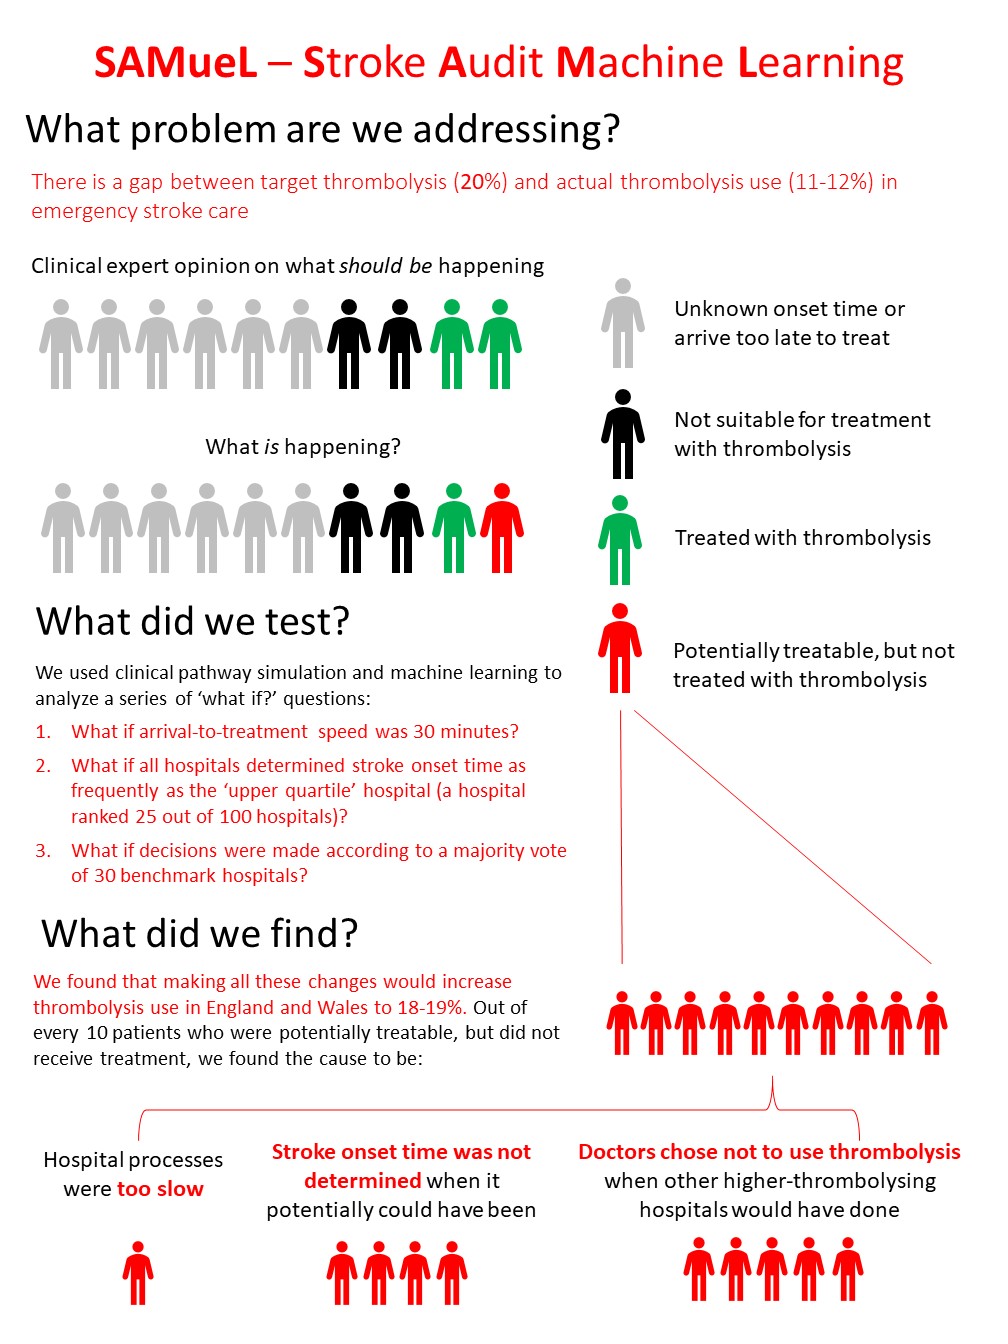 SAMueL – Stroke Audit Machine Learning
What problem are we addressing?
There is a gap between target thrombolysis (20%) and actual thrombolysis use (11-12%) in
emergency stroke care
Clinical expert opinion on what should be happening
Unknown onset time or
arrive too late to treat
Not suitable for treatment
with thrombolysis
What is happening?
Treated with thrombolysis
Potentially treatable, but not
treated with thrombolysis
What did we test?
We used clinical pathway simulation and machine learning to
analyze a series of ‘what if?’ questions:
1. What if arrival-to-treatment speed was 30 minutes?
2. What if all hospitals determined stroke onset time as
frequently as the ‘upper quartile’ hospital (a hospital
ranked 25 out of 100 hospitals)?
3. What if decisions were made according to a majority vote
of 30 benchmark hospitals?
What did we find?
We found that making all these changes would increase
thrombolysis use in England and Wales to 18-19%. Out of
every 10 patients who were potentially treatable, but did not
receive treatment, we found the cause to be:
Hospital processes
were too slow
Stroke onset time was not
determined when it
potentially could have been
Doctors chose not to use thrombolysis
when other higher-thrombolysing
hospitals would have done